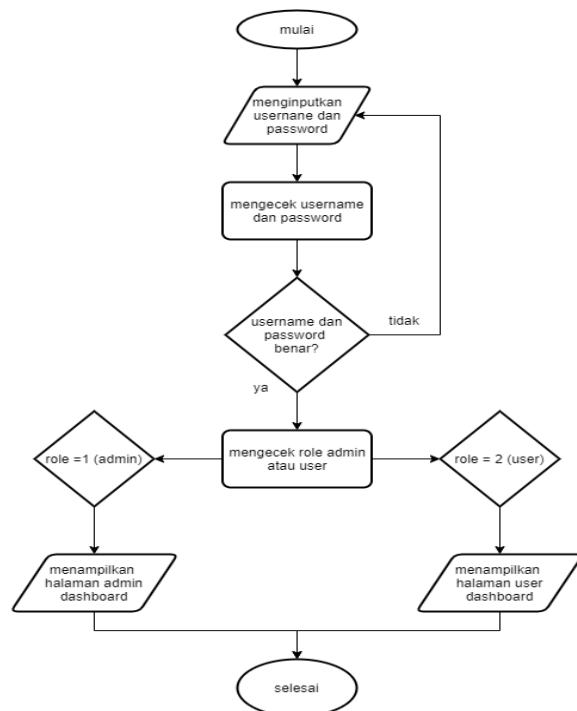 mulai
menginputkan
usernane dan
password
mengecek username
dan password
username dan
password
benar?
tidak
ya
mengecek role admin
atau user
role =1 (admin)
role = 2 (user)
menampilkan
halaman admin
dashboard
menampilkan
halaman user
dashboard
selesai